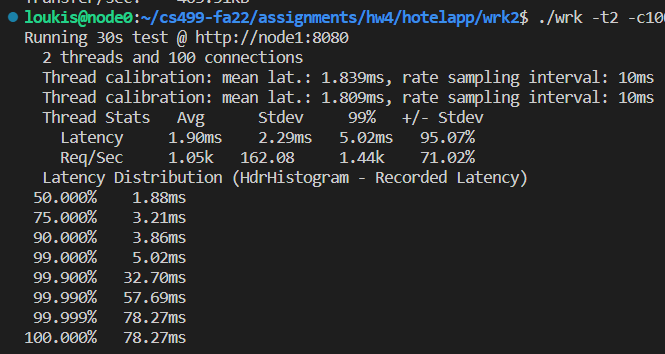 Transfer/sec:    463.91KB
loukis@node0:~/cs499-fa22/assignments/hw4/hotelapp/wrk2$ ./wrk -t2 -c100
Running 30s test @ http://node1:8080
  2 threads and 100 connections
  Thread calibration: mean lat.: 1.839ms, rate sampling interval: 10ms
  Thread calibration: mean lat.: 1.809ms, rate sampling interval: 10ms
  Thread Stats   Avg      Stdev     99%   +/- Stdev
    Latency     1.90ms    2.29ms   5.02ms   95.07%
    Req/Sec     1.05k   162.08     1.44k    71.02%
  Latency Distribution (HdrHistogram - Recorded Latency)
 50.000%    1.88ms
 75.000%    3.21ms
 90.000%    3.86ms
 99.000%    5.02ms
 99.900%   32.70ms
 99.990%   57.69ms
 99.999%   78.27ms
100.000%   78.27ms